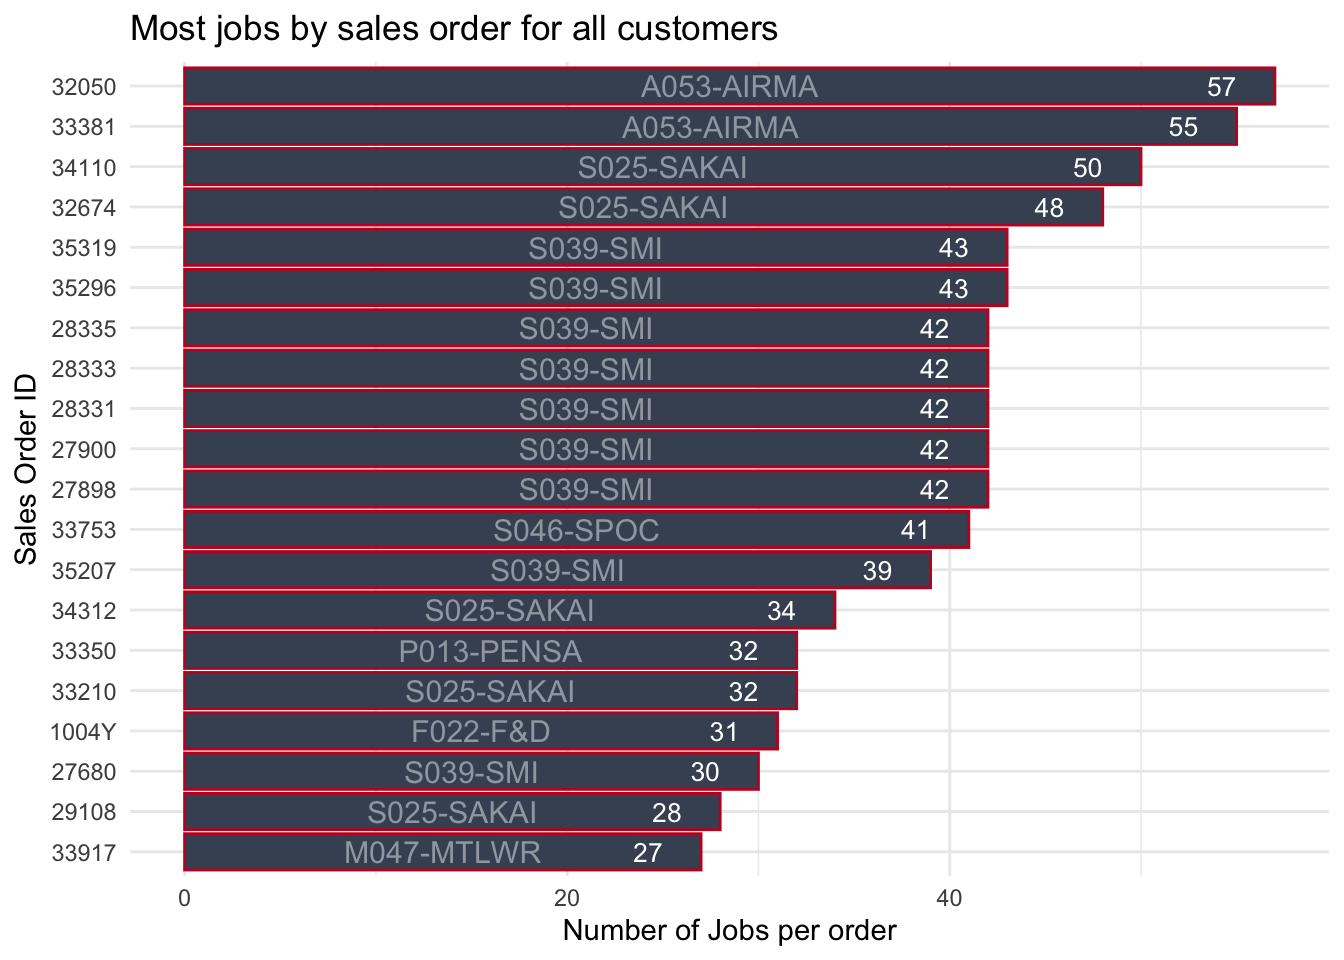 Most jobs by sales order for all customers
Sales Order ID
32050 A053-AIRMA 57
33381 A053-AIRMA 55
34110 S025-SAKAI 50
32674 S025-SAKAI 48
35319 S039-SMI 43
35296 S039-SMI 43
28335 S039-SMI 42
28333 S039-SMI 42
28331 S039-SMI 42
27900 S039-SMI 42
27898 S039-SMI 42
33753 S046-SPOC 41
35207 S039-SMI 39
34312 S025-SAKAI 34
33350 P013-PENSA 32
33210 S025-SAKAI 32
1004Y F022-F&D 31
27680 S039-SMI 30
29108 S025-SAKAI 28
33917 M047-MTLWR 27
0 20 40
Number of Jobs per order